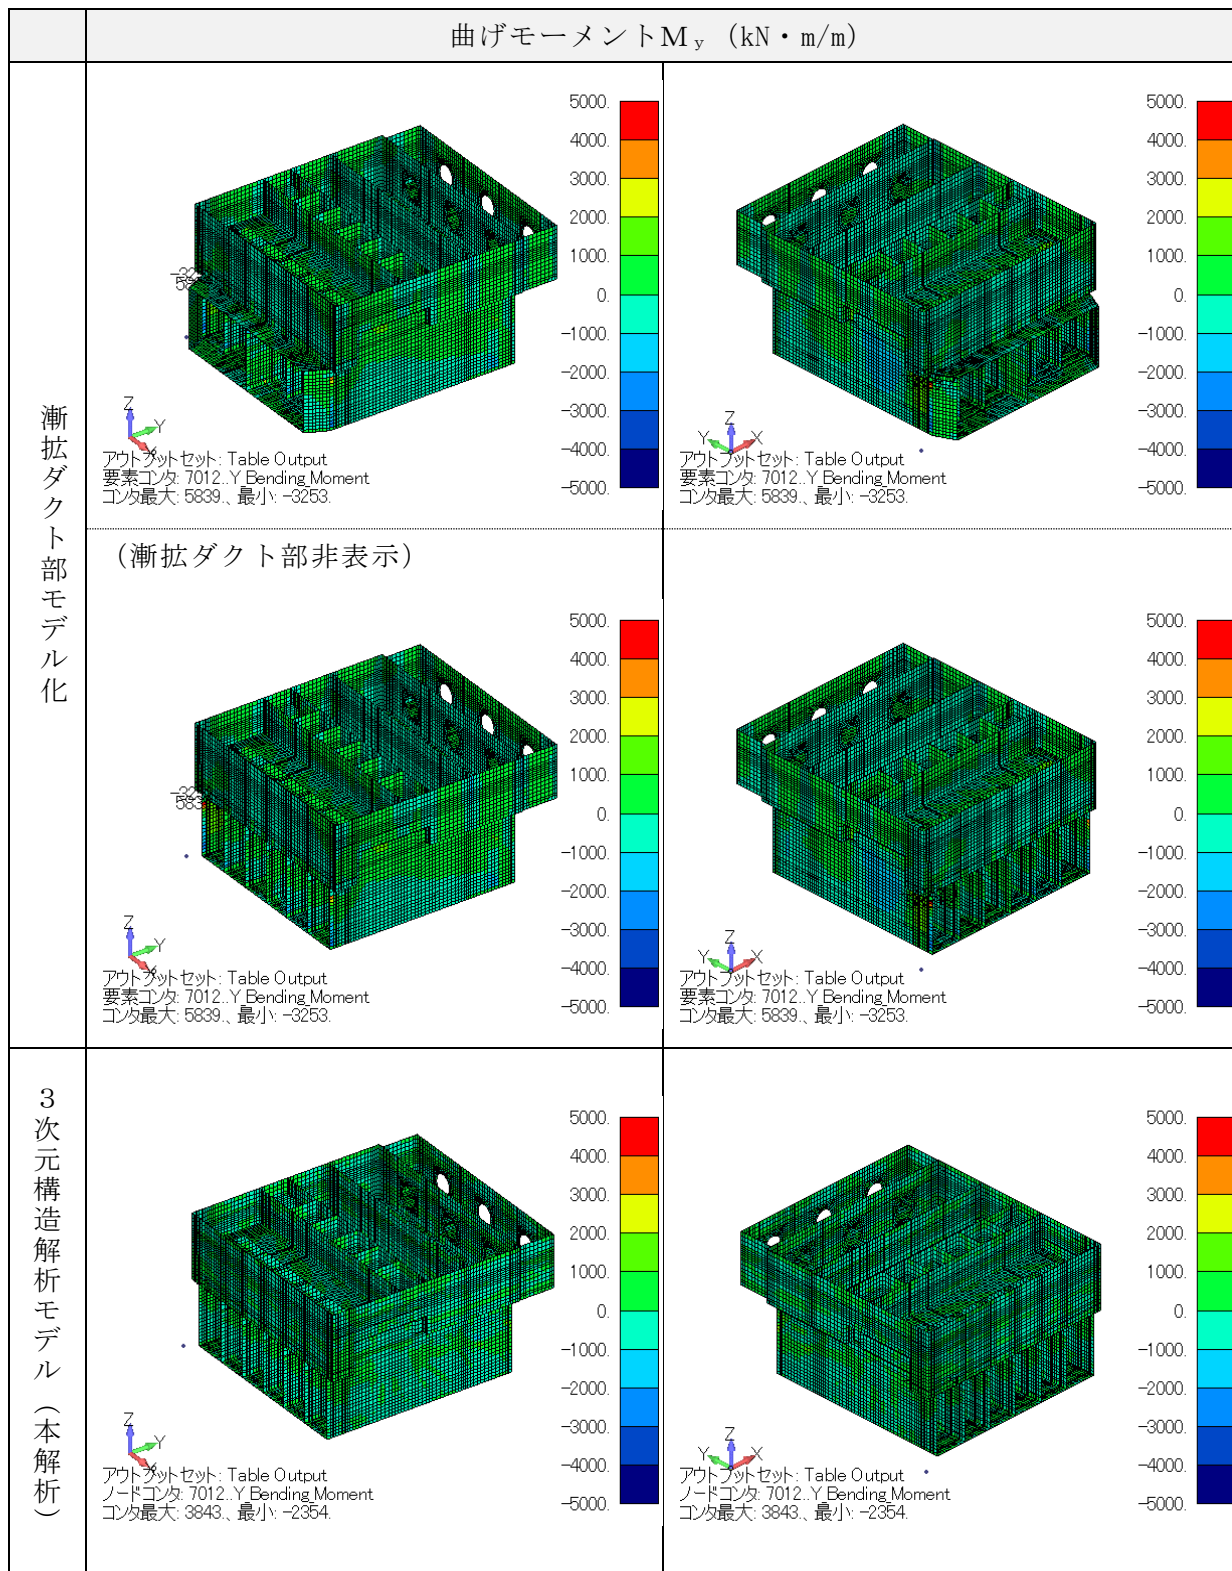 曲げモーメントMy (kN・m/m)
漸拡ダクト部モデル化
5000.
4000.
3000.
2000.
1000.
0.
-1000.
-2000.
-3000.
-4000.
-5000.
Z
Y
X
アウトプットセット: Table Output
要素コンタ: 7012..Y Bending Moment
コンタ最大: 5839.、最小: -3253.
5000.
4000.
3000.
2000.
1000.
0.
-1000.
-2000.
-3000.
-4000.
-5000.
Z
Y X
アウトプットセット: Table Output
要素コンタ: 7012..Y Bending Moment
コンタ最大: 5839.、最小: -3253.
(漸拡ダクト部非表示)
5000.
4000.
3000.
2000.
1000.
0.
-1000.
-2000.
-3000.
-4000.
-5000.
Z
Y
X
アウトプットセット: Table Output
要素コンタ: 7012..Y Bending Moment
コンタ最大: 5839.、最小: -3253.
5000.
4000.
3000.
2000.
1000.
0.
-1000.
-2000.
-3000.
-4000.
-5000.
Z
Y X
アウトプットセット: Table Output
要素コンタ: 7012..Y Bending Moment
コンタ最大: 5839.、最小: -3253.
3次元構造解析モデル(本解析)
5000.
4000.
3000.
2000.
1000.
0.
-1000.
-2000.
-3000.
-4000.
-5000.
Z
Y
X
アウトプットセット: Table Output
ノードコンタ: 7012..Y Bending Moment
コンタ最大: 3843.、最小: -2354.
5000.
4000.
3000.
2000.
1000.
0.
-1000.
-2000.
-3000.
-4000.
-5000.
Z
Y X
アウトプットセット: Table Output
ノードコンタ: 7012..Y Bending Moment
コンタ最大: 3843.、最小: -2354.